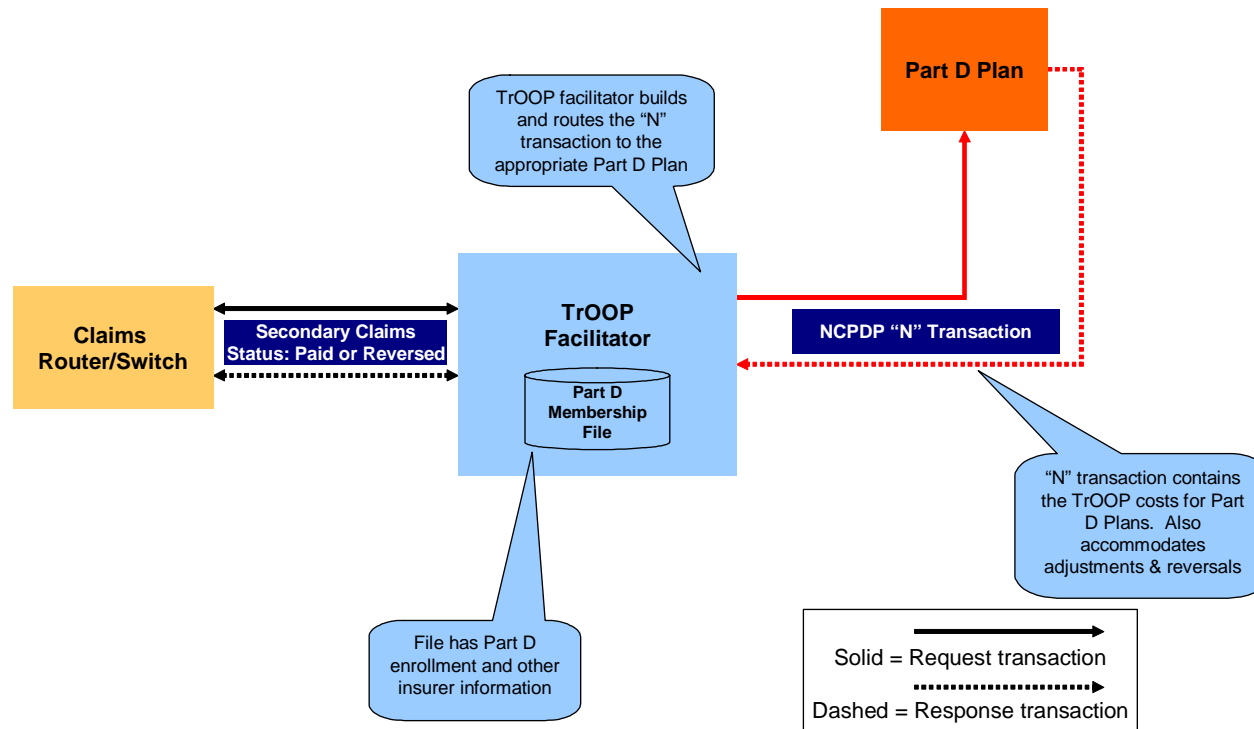 Part D Plan
TrOOP facilitator builds
and routes the “N”
transaction to the
appropriate Part D Plan
Claims
Router/Switch
Secondary Claims
Status: Paid or Reversed
TrOOP
Facilitator
Part D
Membership
File
NCPDP “N” Transaction
“N” transaction contains
the TrOOP costs for Part
D Plans.  Also
accommodates
adjustments & reversals
File has Part D
enrollment and other
insurer information
Solid = Request transaction
Dashed = Response transaction